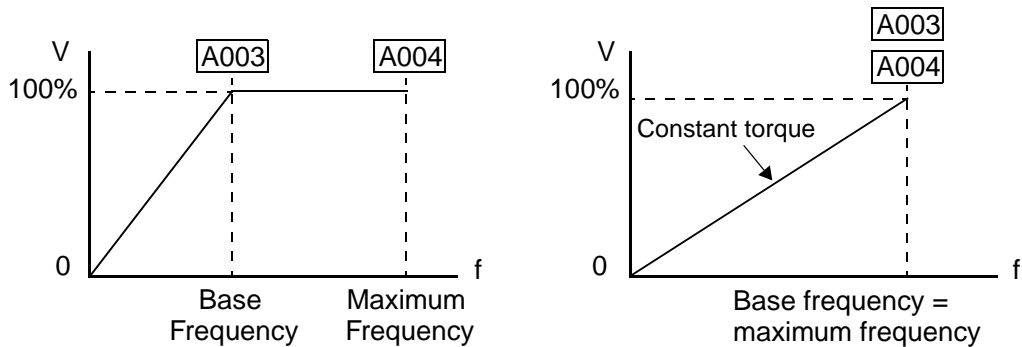 V
A003
A004
100%
0
f
Base
Frequency
Maximum
Frequency
A003
A004
V
100%
Constant torque
0
f
Base frequency =
maximum frequency